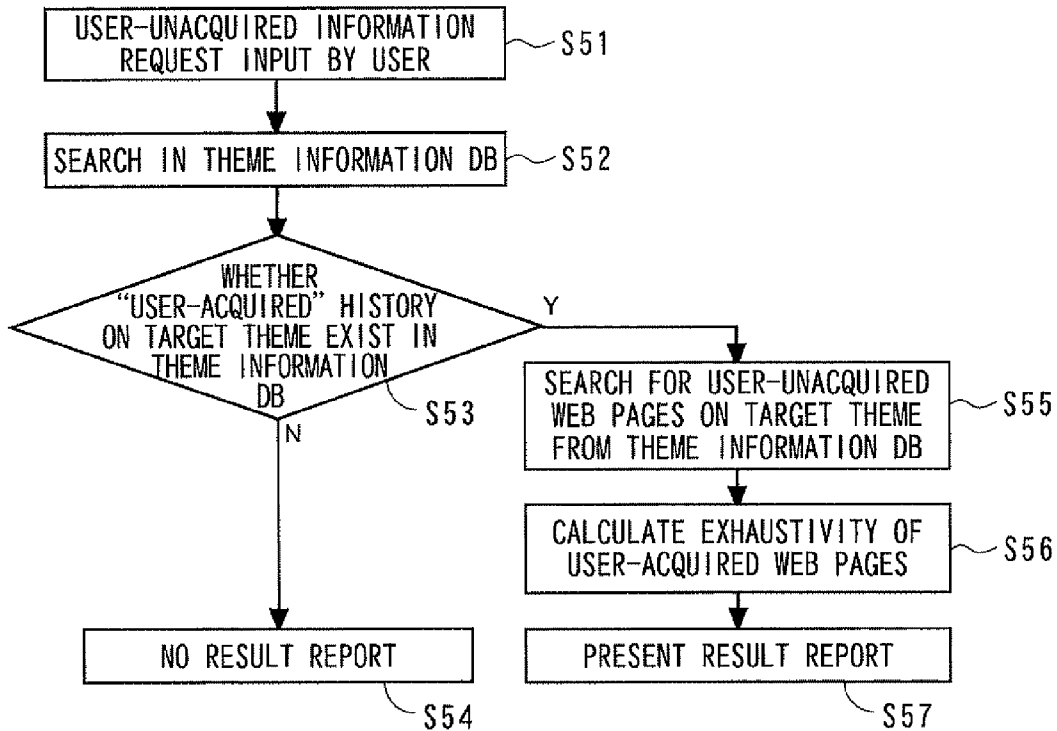 USER-UNACQUIRED INFORMATION
REQUEST INPUT BY USER
S51
SEARCH IN THEME INFORMATION DB
S52
WHETHER
“USER-ACQUIRED” HISTORY
ON TARGET THEME EXIST IN
THEME INFORMATION
DB
S53
Y
N
SEARCH FOR USER-UNACQUIRED
WEB PAGES ON TARGET THEME
FROM THEME INFORMATION DB
S55
CALCULATE EXHAUSTIVITY OF
USER-ACQUIRED WEB PAGES
S56
NO RESULT REPORT
S54
PRESENT RESULT REPORT
S57